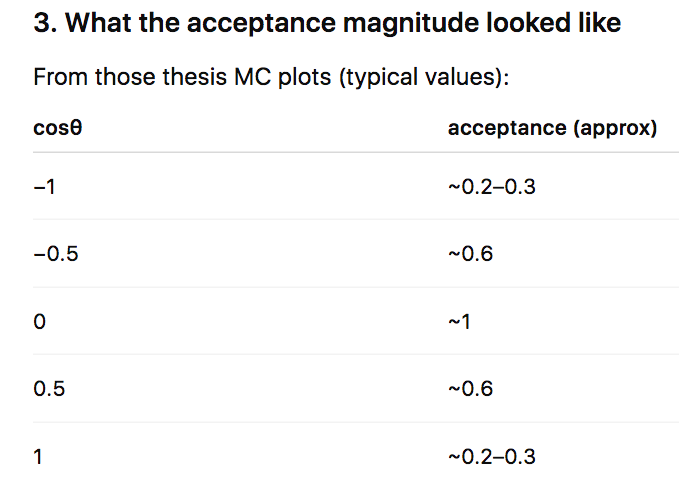 3. What the acceptance magnitude looked like
From those thesis MC plots (typical values):
cosθ acceptance (approx)
−1 ~0.2–0.3
−0.5 ~0.6
0 ~1
0.5 ~0.6
1 ~0.2–0.3